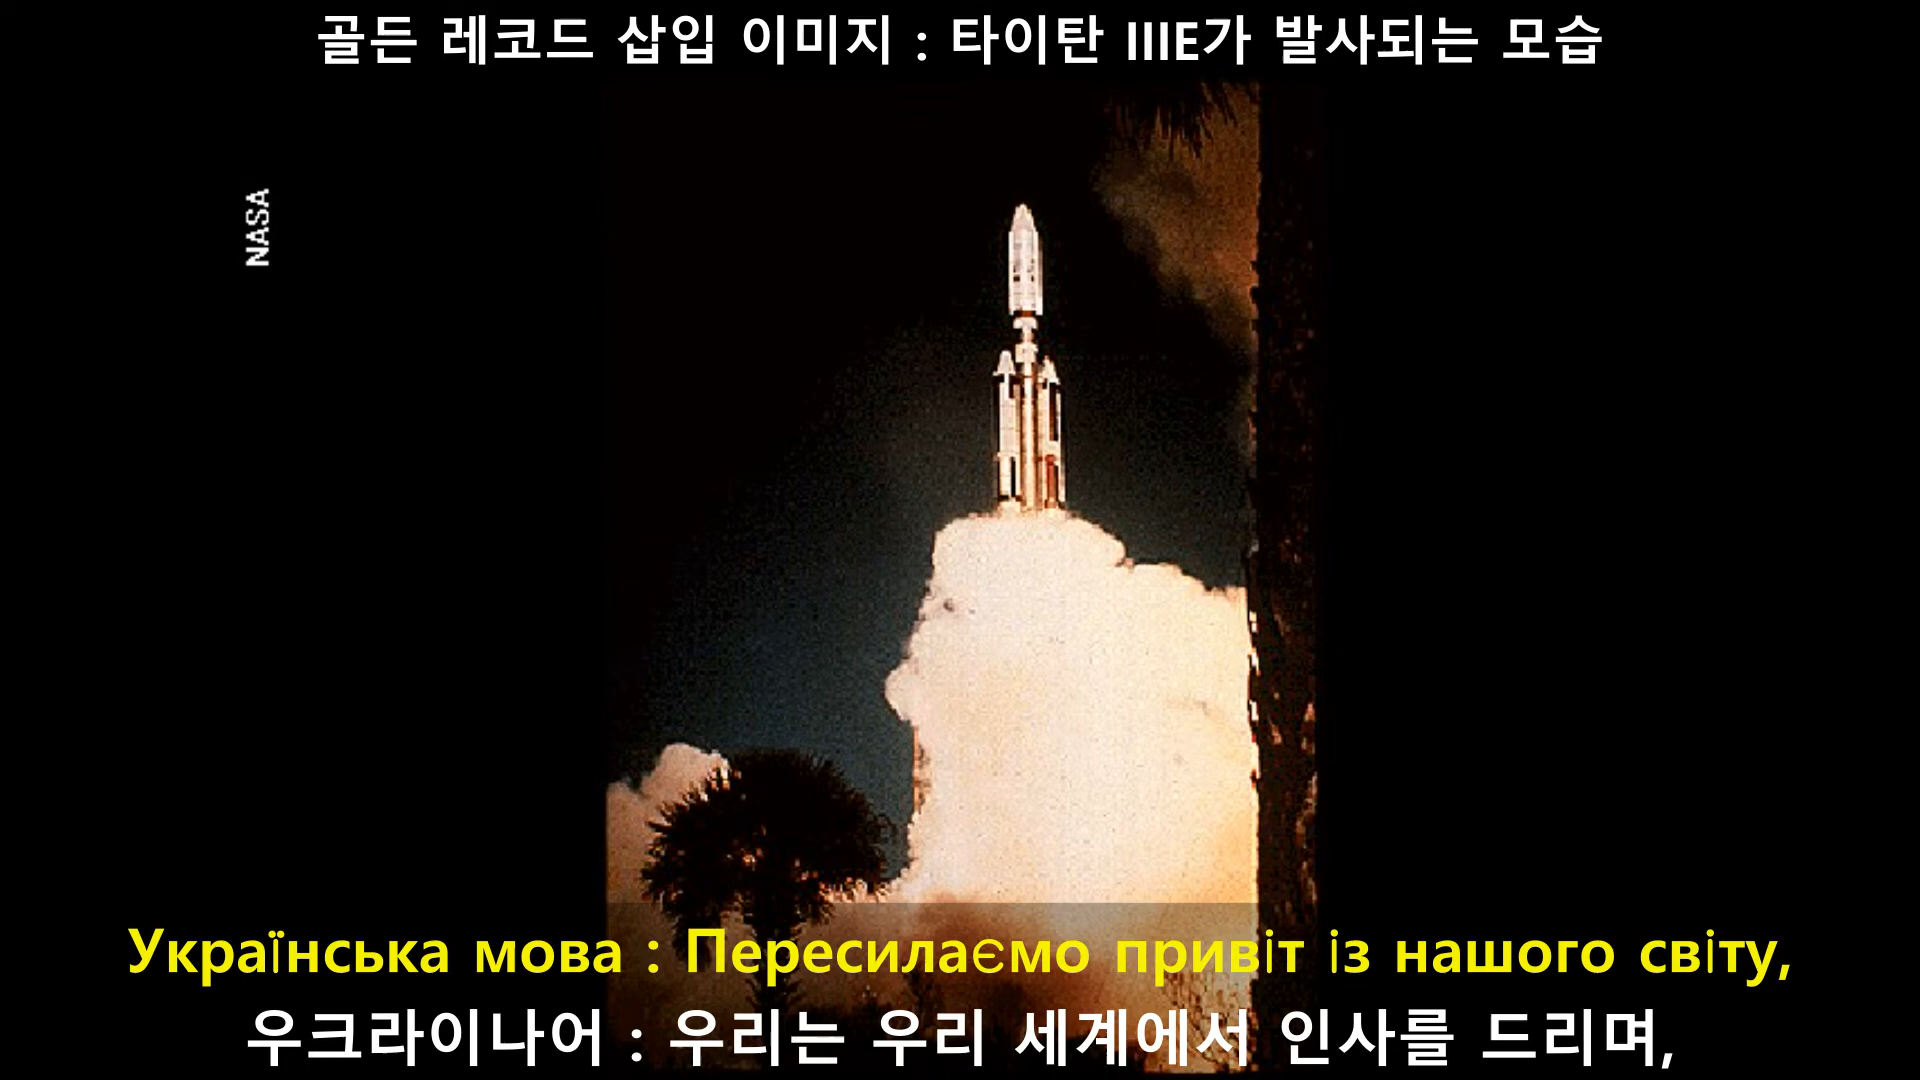 골든 레코드 삽입 이미지 : 타이탄 IIIE가 발사되는 모습
NASA
Українська мова : Пересилаємо привіт із нашого світу,
우크라이나어 : 우리는 우리 세계에서 인사를 드리며,